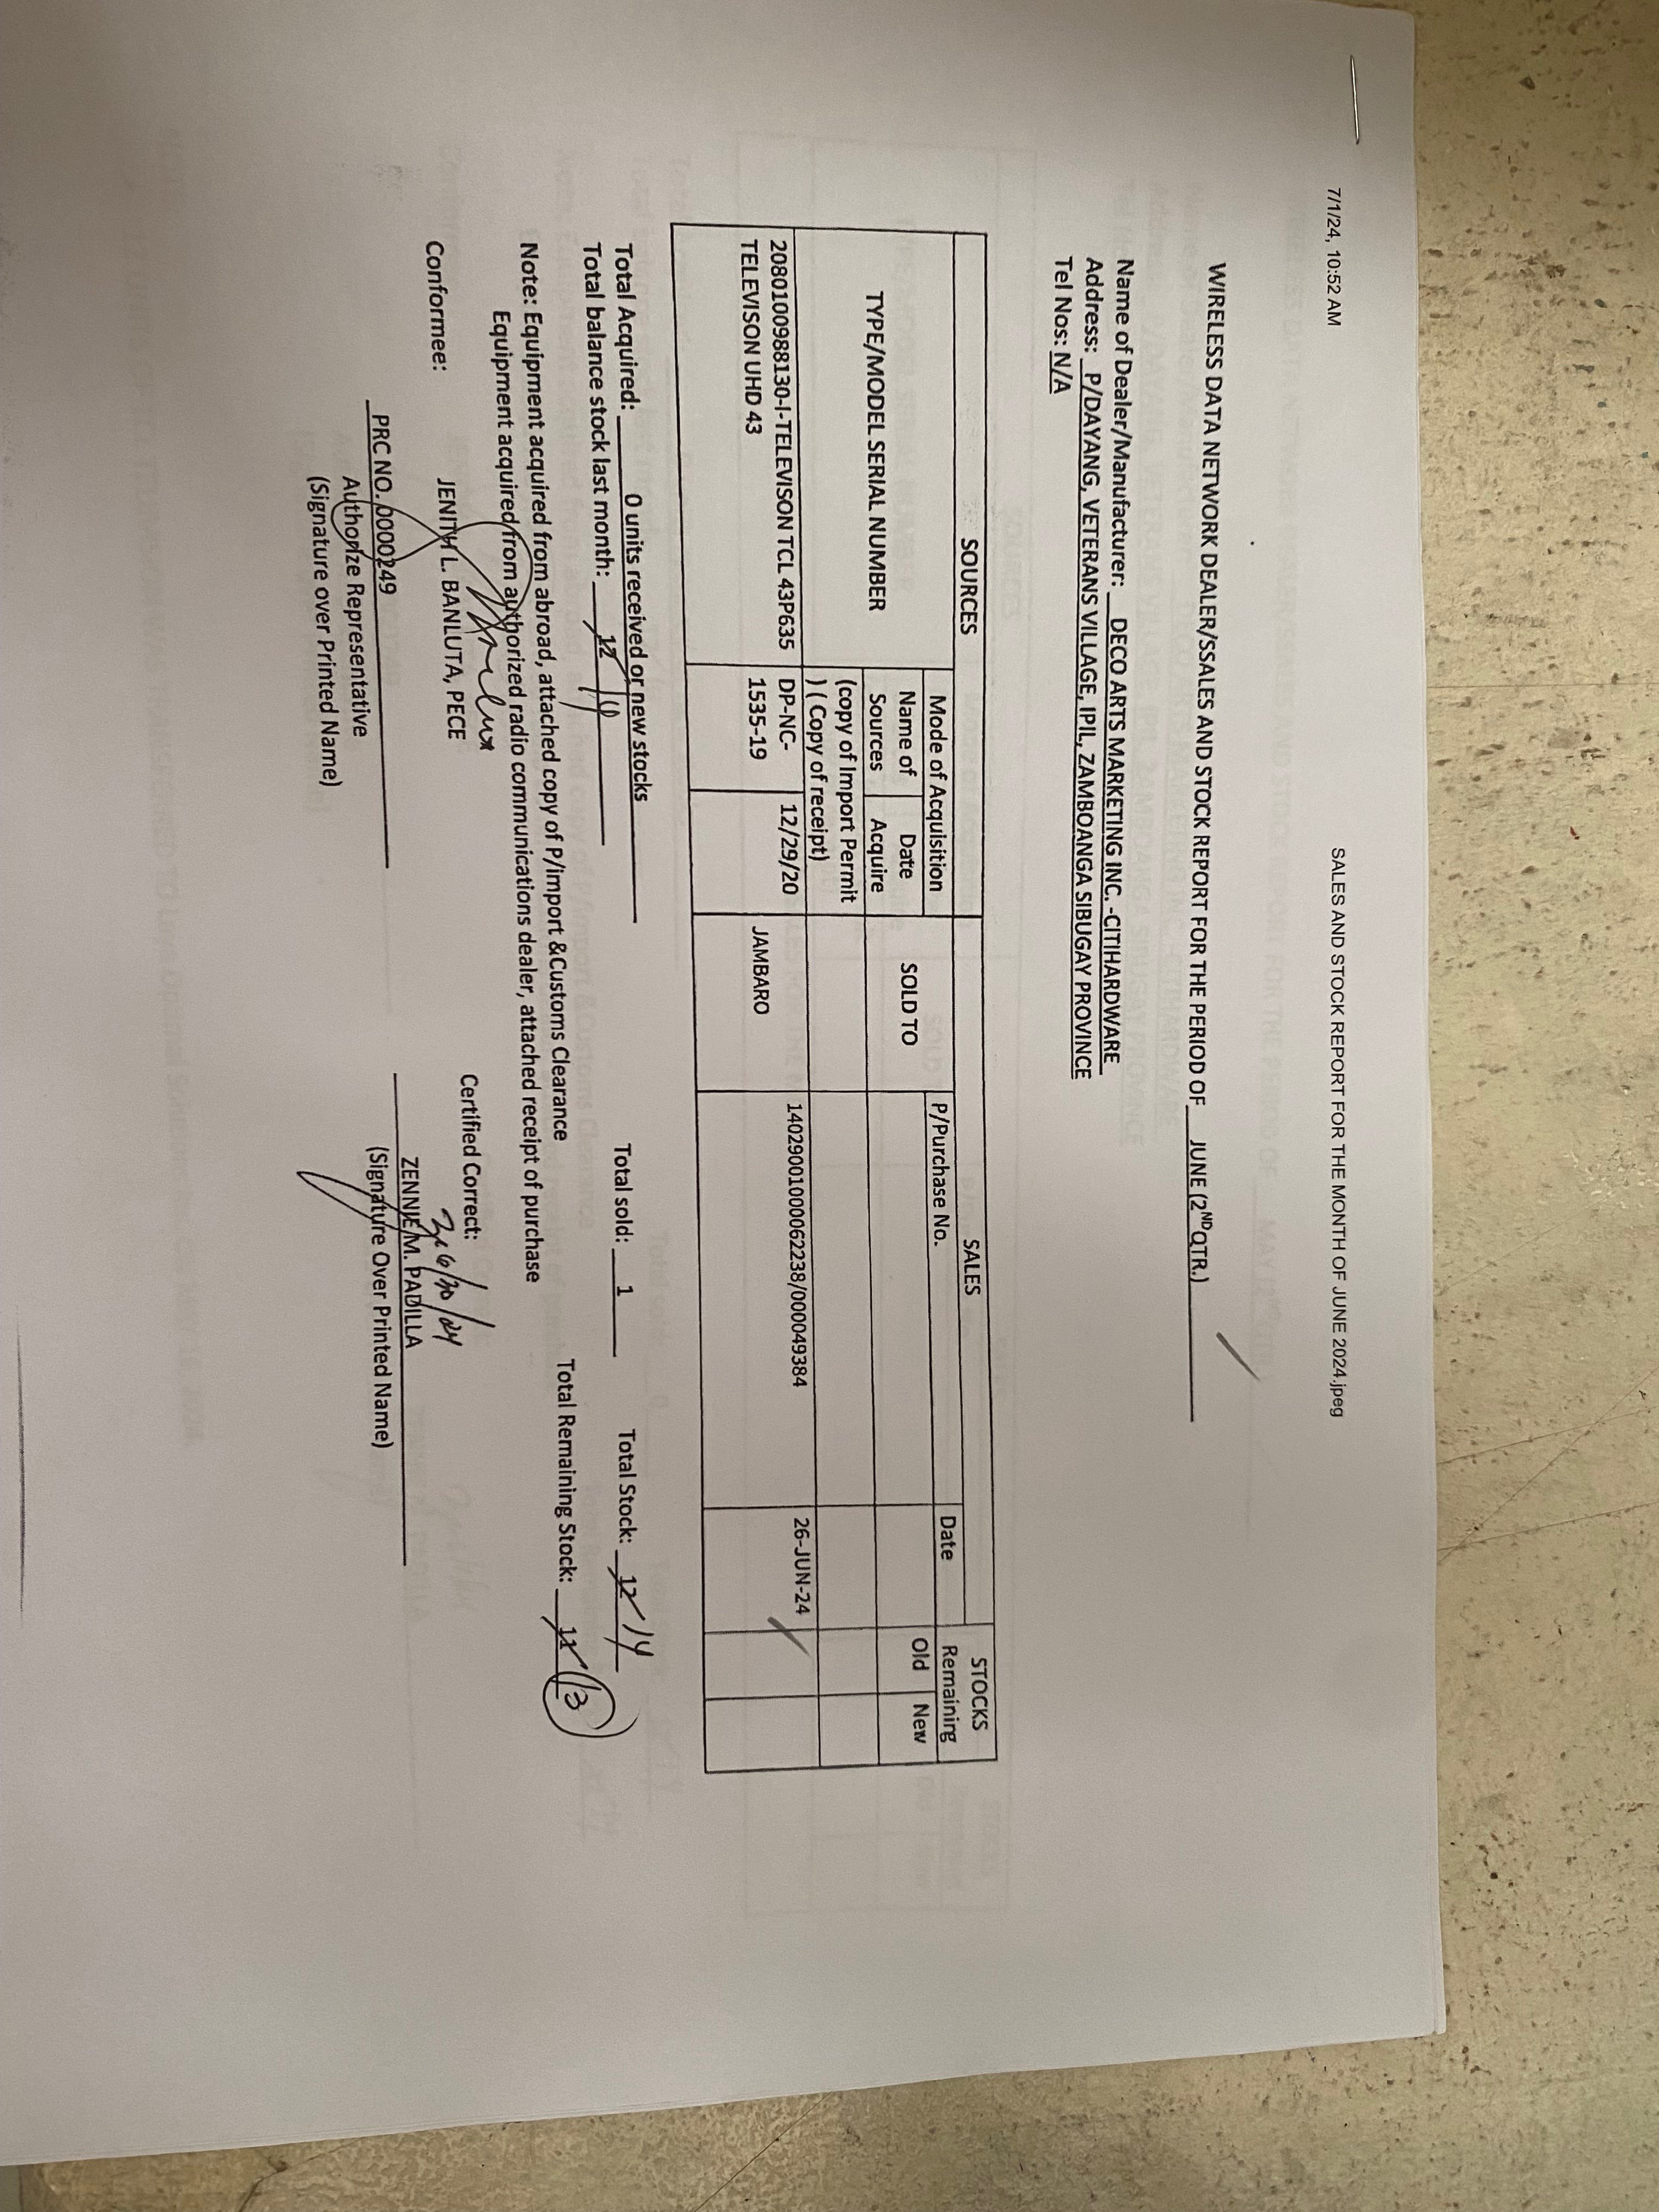 7/1/24, 10:52 AM SALES AND STOCK REPORT FOR THE MONTH OF JUNE 2024.jpeg
WIRELESS DATA NETWORK DEALER/SSALES AND STOCK REPORT FOR THE PERIOD OF JUNE (2ND QTR.)
Name of Dealer/Manufacturer: DECO ARTS MARKETING INC. -CITIHARDWARE
Address: P/DAYANG, VETERANS VILLAGE, IPIL, ZAMBOANGA SIBUGAY PROVINCE
Tel Nos: N/A
SOURCES SALES STOCKS
TYPE/MODEL SERIAL NUMBER Mode of Acquisition SOLD TO P/Purchase No. Date Remaining
Name of Sources Date Acquire Old New
(copy of Import Permit
) ( Copy of receipt)
2080100988130-I-TELEVISON TCL 43P635 DP-NC- 12/29/20 JAMBARO 1402900100062238/000049384 26-JUN-24
TELEVISON UHD 43 1535-19
Total Acquired: 0 units received or new stocks Total sold: 1 Total Stock: 12 14
Total balance stock last month: 12 14 Total Remaining Stock: 11 13
Note: Equipment acquired from abroad, attached copy of P/import &Customs Clearance
Equipment acquired from authorized radio communications dealer, attached receipt of purchase
Conformee: Certified Correct:
JENITH L. BANLUTA, PECE ZENNIE M. PADILLA
PRC NO. 0000249 (Signature Over Printed Name)
Authorize Representative
(Signature over Printed Name)